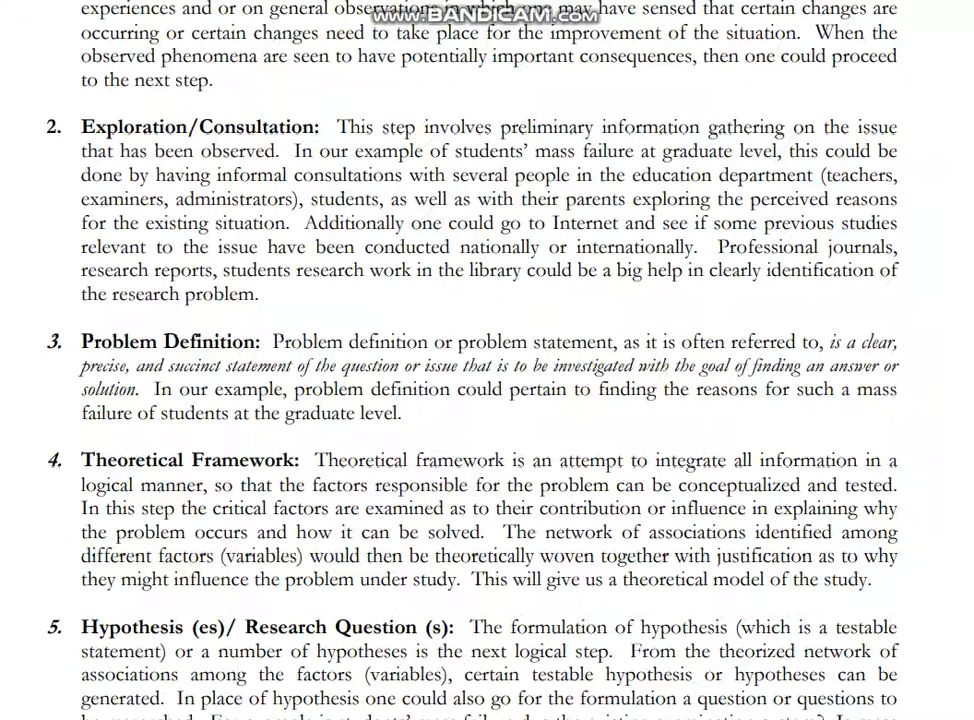 experiences and or on general observations in which one may have sensed that certain changes are
www.BANDICAM.com
occurring or certain changes need to take place for the improvement of the situation. When the
observed phenomena are seen to have potentially important consequences, then one could proceed
to the next step.
2. Exploration/Consultation: This step involves preliminary information gathering on the issue
that has been observed. In our example of students' mass failure at graduate level, this could be
done by having informal consultations with several people in the education department (teachers,
examiners, administrators), students, as well as with their parents exploring the perceived reasons
for the existing situation. Additionally one could go to Internet and see if some previous studies
relevant to the issue have been conducted nationally or internationally. Professional journals,
research reports, students research work in the library could be a big help in clearly identification of
the research problem.
3. Problem Definition: Problem definition or problem statement, as it is often referred to, is a clear,
precise, and succinct statement of the question or issue that is to be investigated with the goal of finding an answer or
solution. In our example, problem definition could pertain to finding the reasons for such a mass
failure of students at the graduate level.
4. Theoretical Framework: Theoretical framework is an attempt to integrate all information in a
logical manner, so that the factors responsible for the problem can be conceptualized and tested.
In this step the critical factors are examined as to their contribution or influence in explaining why
the problem occurs and how it can be solved. The network of associations identified among
different factors (variables) would then be theoretically woven together with justification as to why
they might influence the problem under study. This will give us a theoretical model of the study.
5. Hypothesis (es)/ Research Question (s): The formulation of hypothesis (which is a testable
statement) or a number of hypotheses is the next logical step. From the theorized network of
associations among the factors (variables), certain testable hypothesis or hypotheses can be
generated. In place of hypothesis one could also go for the formulation a question or questions to